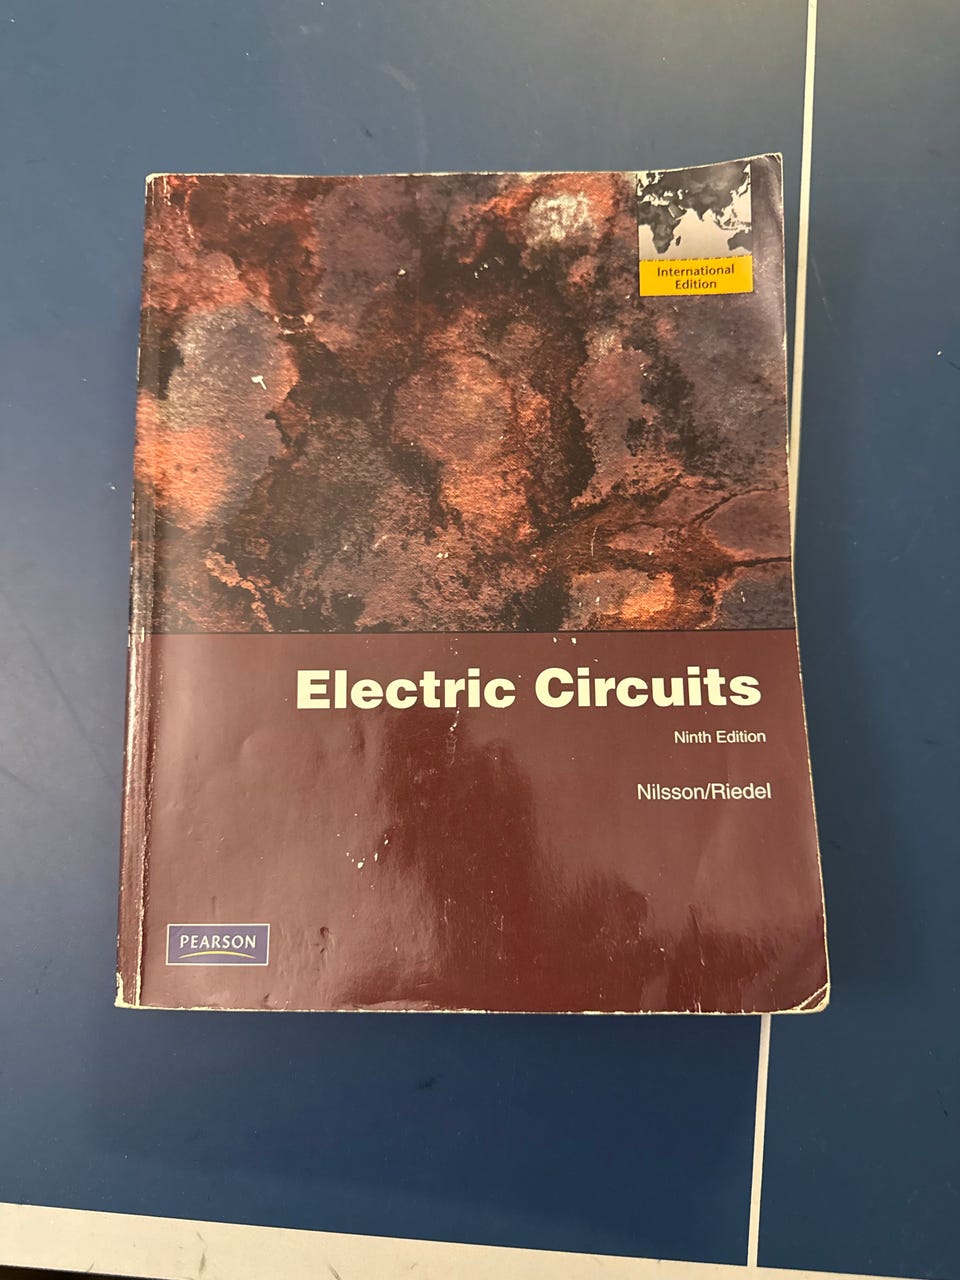 International
Edition
Electric Circuits
Ninth Edition
Nilsson/Riedel
PEARSON